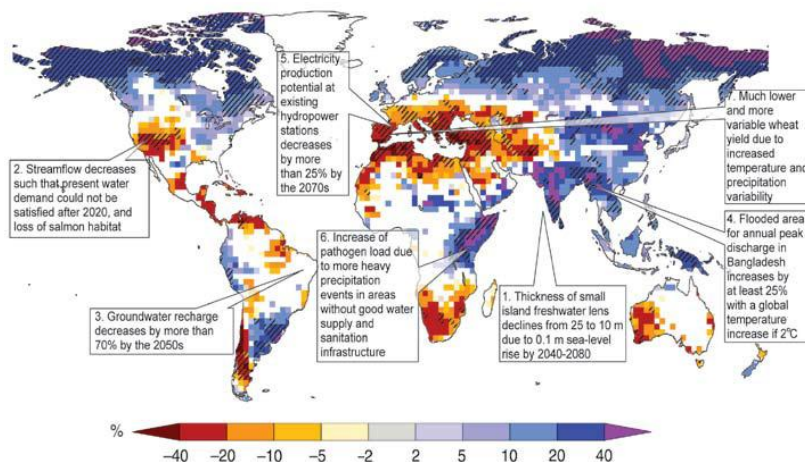 5. Electricity
production
potential at
existing
hydropower
stations
decreases
by more
than 25% by
the 2070s
7. Much lower
and more
variable wheat
yield due to
increased
temperature and
precipitation
variability
2. Streamflow decreases
such that present water
demand could not be
satisfied after 2020, and
loss of salmon habitat
4. Flooded area
for annual peak
discharge in
Bangladesh
increases by
at least 25%
with a global
temperature
increase if 2°C
6. Increase of
pathogen load due
to more heavy
precipitation
events in areas
without good water
supply and
sanitation
infrastructure
3. Groundwater recharge
decreases by more than
70% by the 2050s
1. Thickness of small
island freshwater lens
declines from 25 to 10 m
due to 0.1 m sea-level
rise by 2040-2080
%
−40 −20 −10 −5 −2 2 5 10 20 40